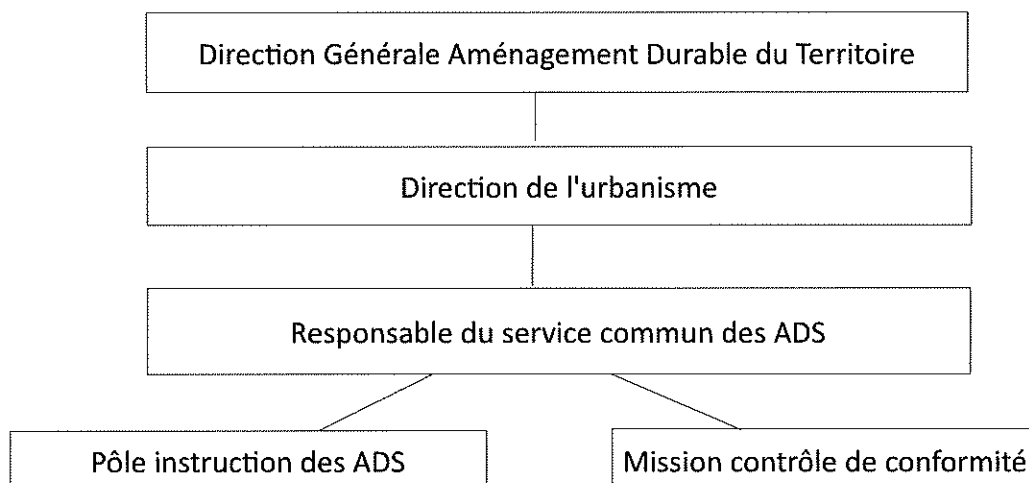 Direction Générale Aménagement Durable du Territoire
Direction de l'urbanisme
Responsable du service commun des ADS
Pôle instruction des ADS
Mission contrôle de conformité